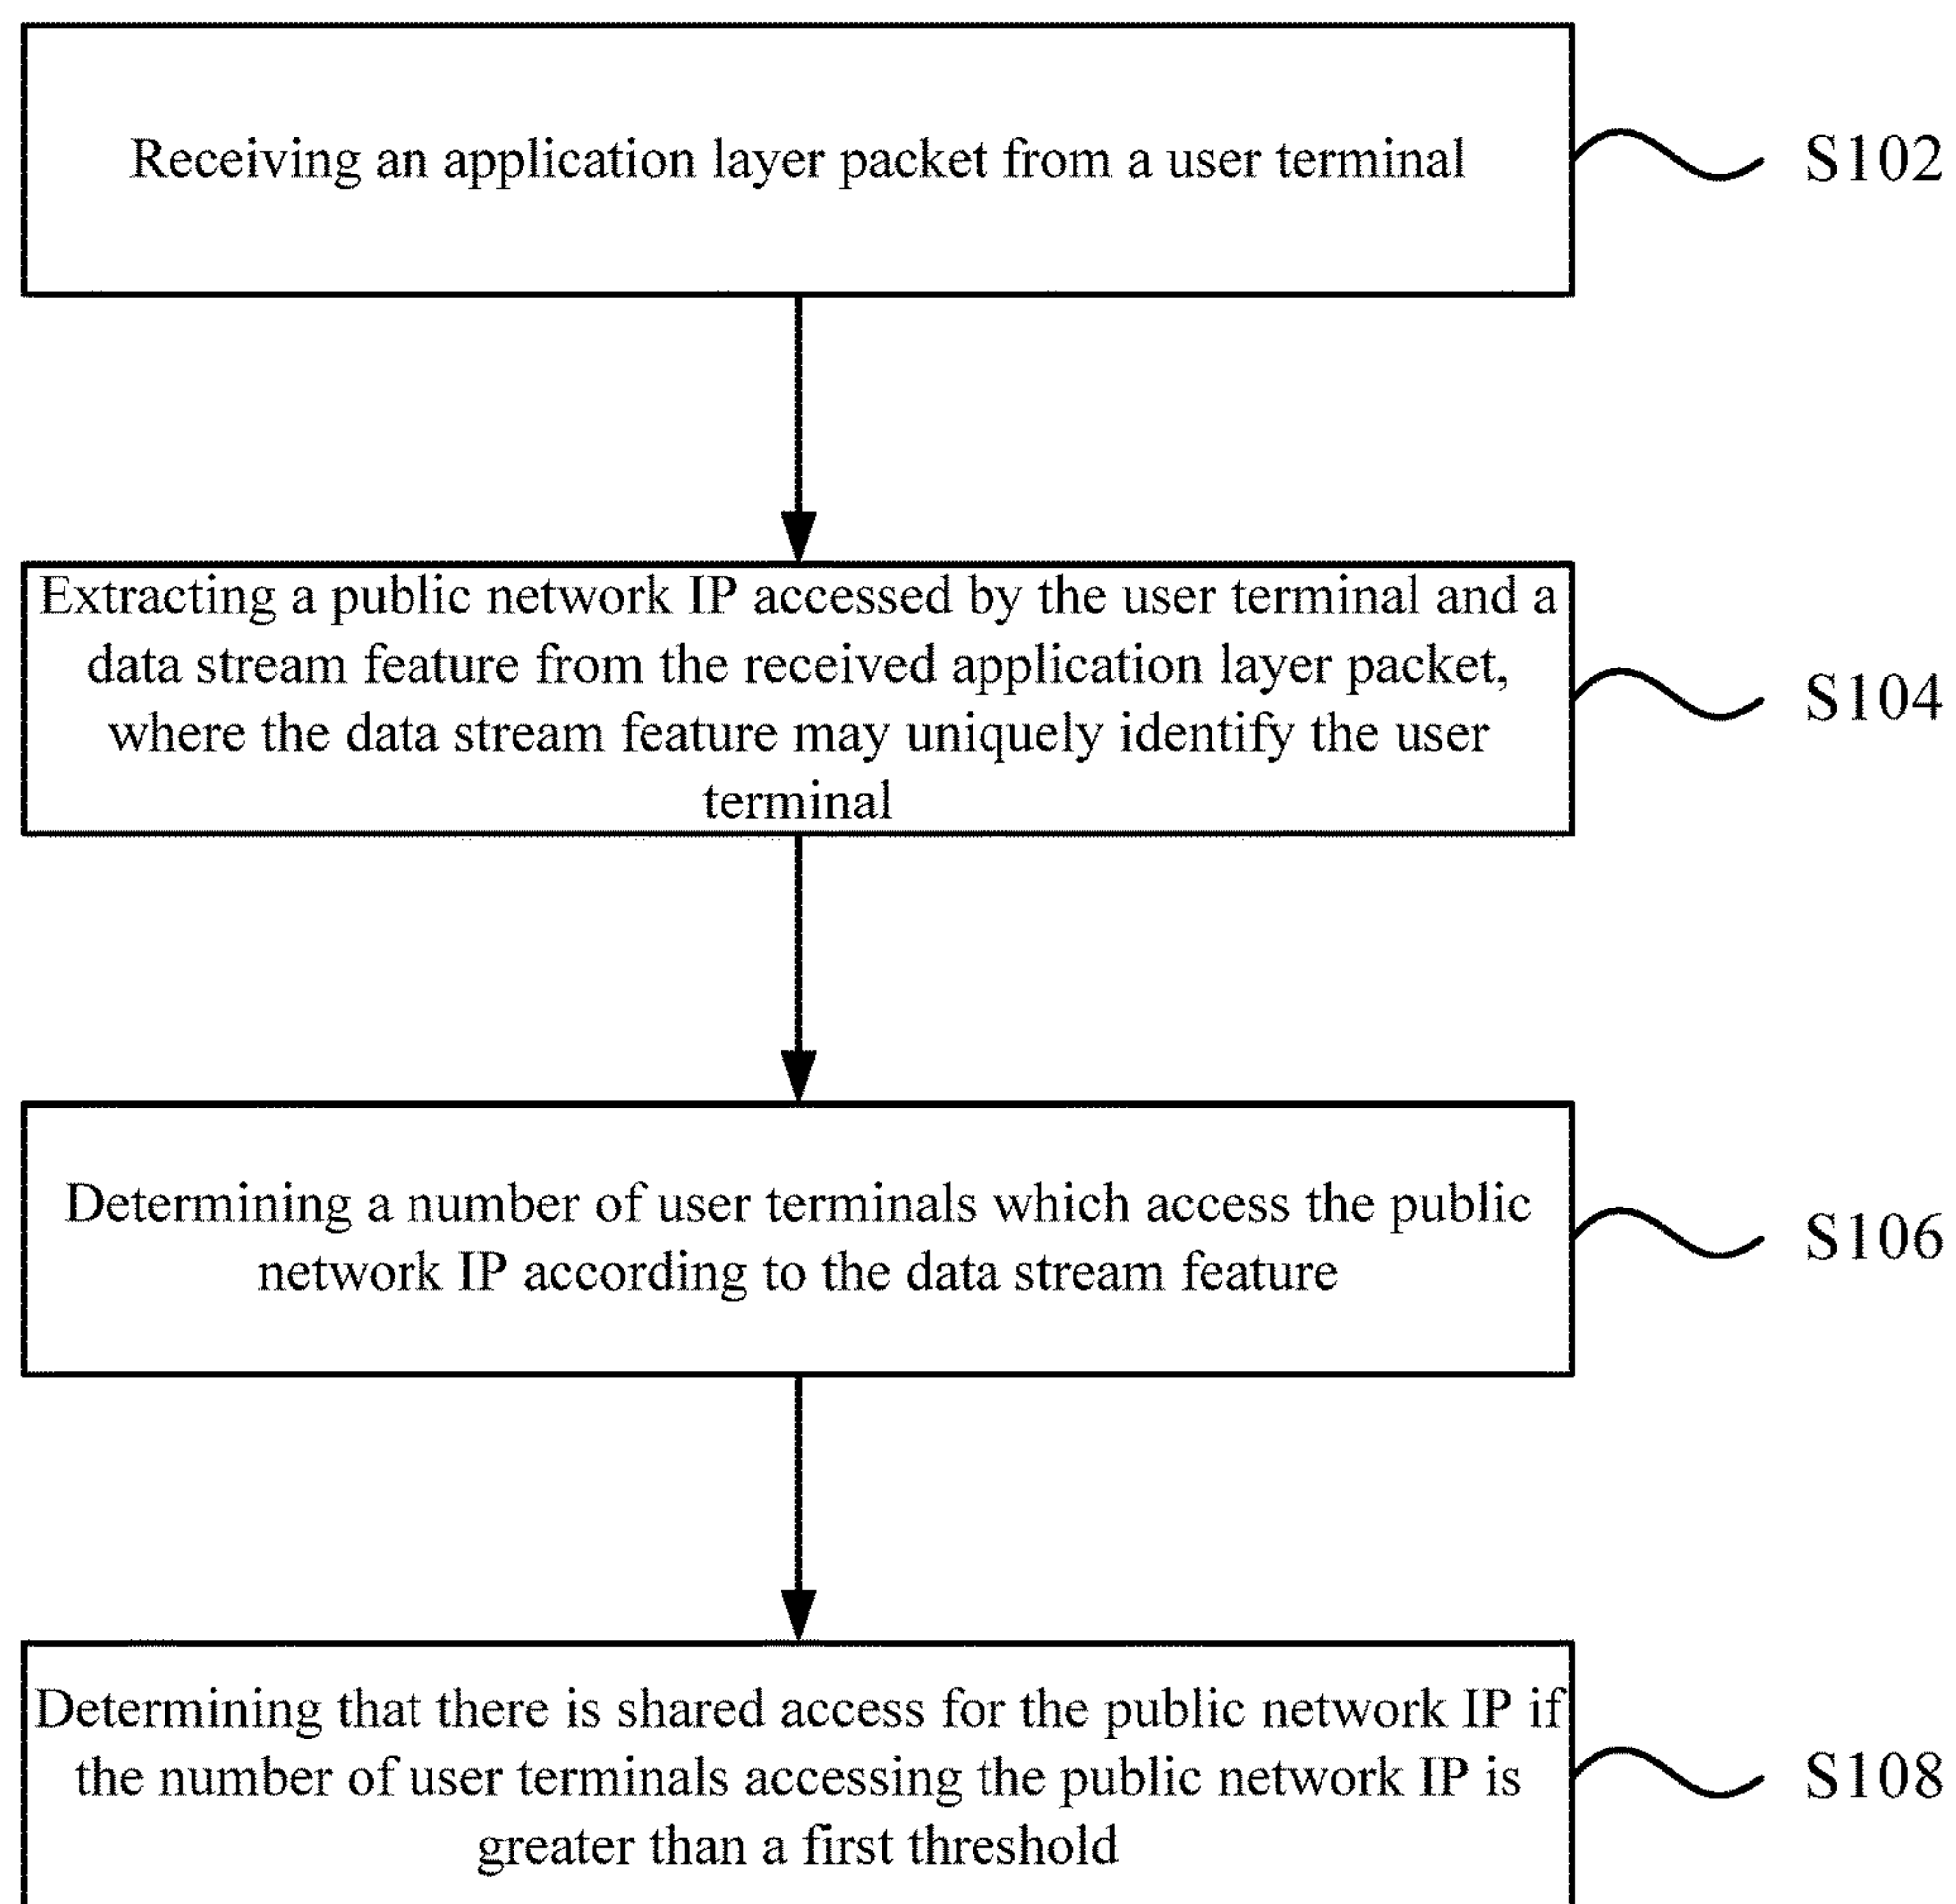 Receiving an application layer packet from a user terminal
S102
Extracting a public network IP accessed by the user terminal and a
data stream feature from the received application layer packet,
where the data stream feature may uniquely identify the user
terminal
S104
Determining a number of user terminals which access the public
network IP according to the data stream feature
S106
Determining that there is shared access for the public network IP if
the number of user terminals accessing the public network IP is
greater than a first threshold
S108